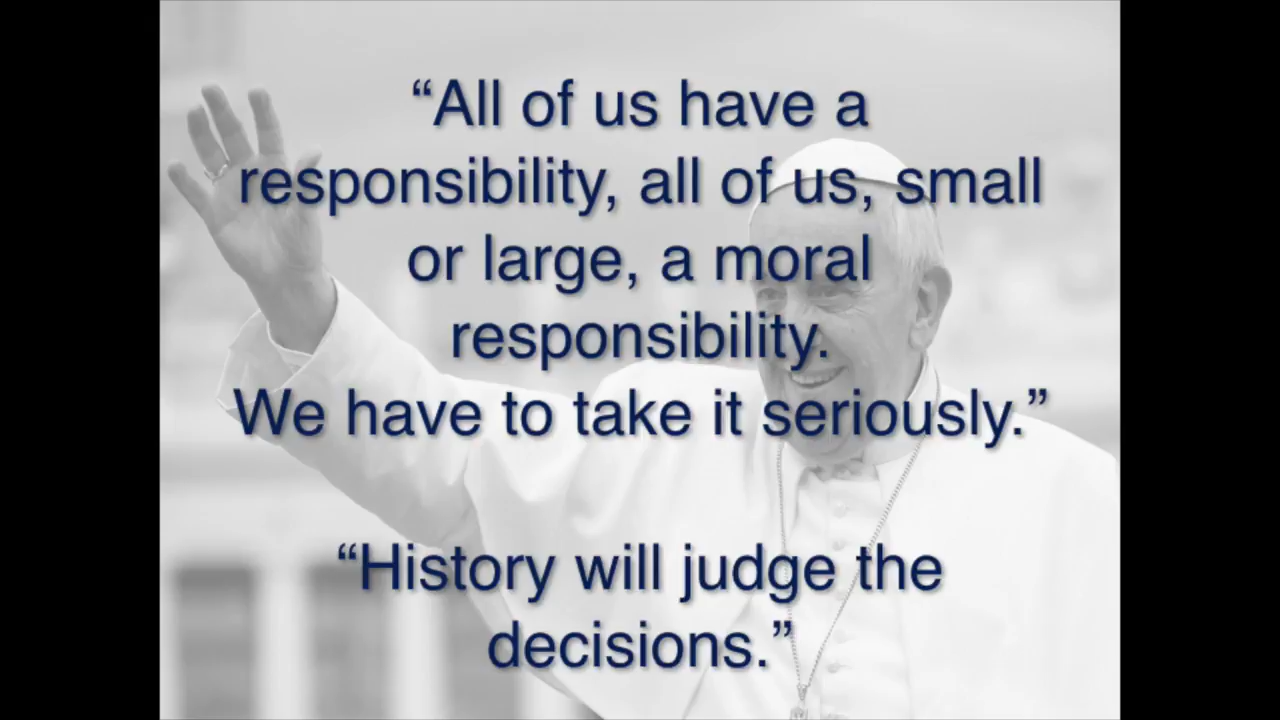 “All of us have a
responsibility, all of us, small
or large, a moral
responsibility.
We have to take it seriously.”
“History will judge the
decisions.”